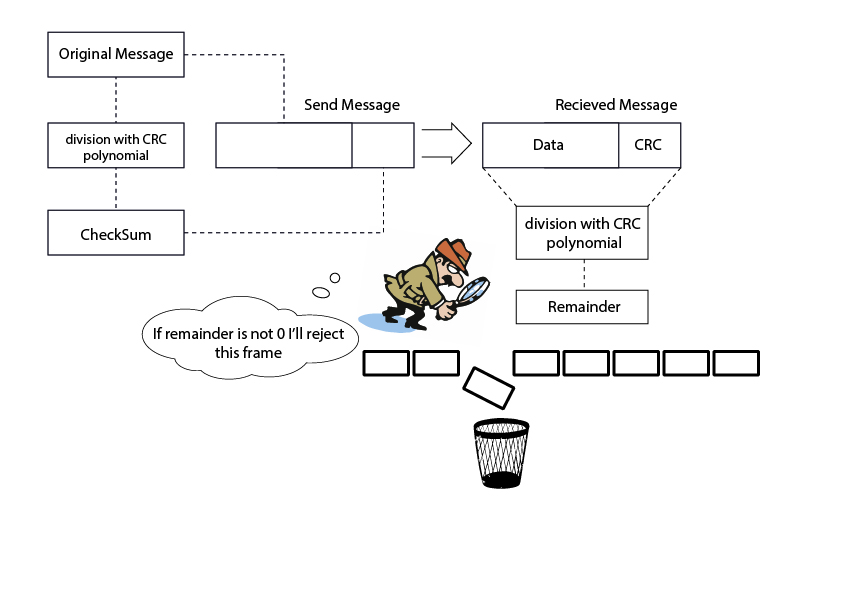 Original Message
division with CRC
polynomial
CheckSum
Send Message
Recieved Message
Data
CRC
division with CRC
polynomial
Remainder
If remainder is not 0 I'll reject
this frame